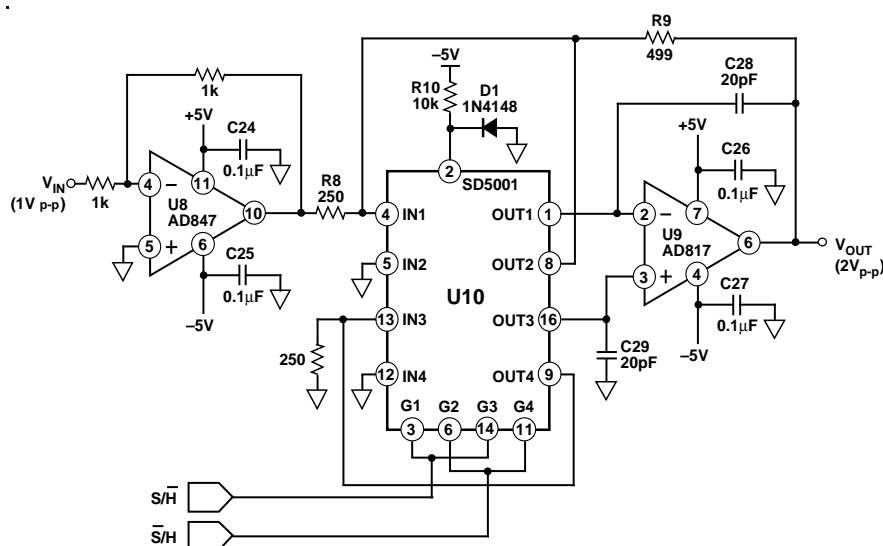 .
R9
499
C28
20pF
–5V
R10
10k
D1
1N4148
1k
+5V
C24
0.1µF
+5V
C26
0.1µF
VIN
(1V p-p)
1k
4
–
11
U8
AD847
10
5
+
6
R8
250
2
SD5001
4
IN1
OUT1
1
2
–
7
U9
AD817
6
VOUT
(2Vp-p)
5
IN2
OUT2
8
3
+
4
C25
0.1µF
–5V
U10
C27
0.1µF
–5V
250
13
IN3
OUT3
16
C29
20pF
12
IN4
OUT4
9
G1
G2
G3
G4
3
6
14
11
S/H̅
S̅/H